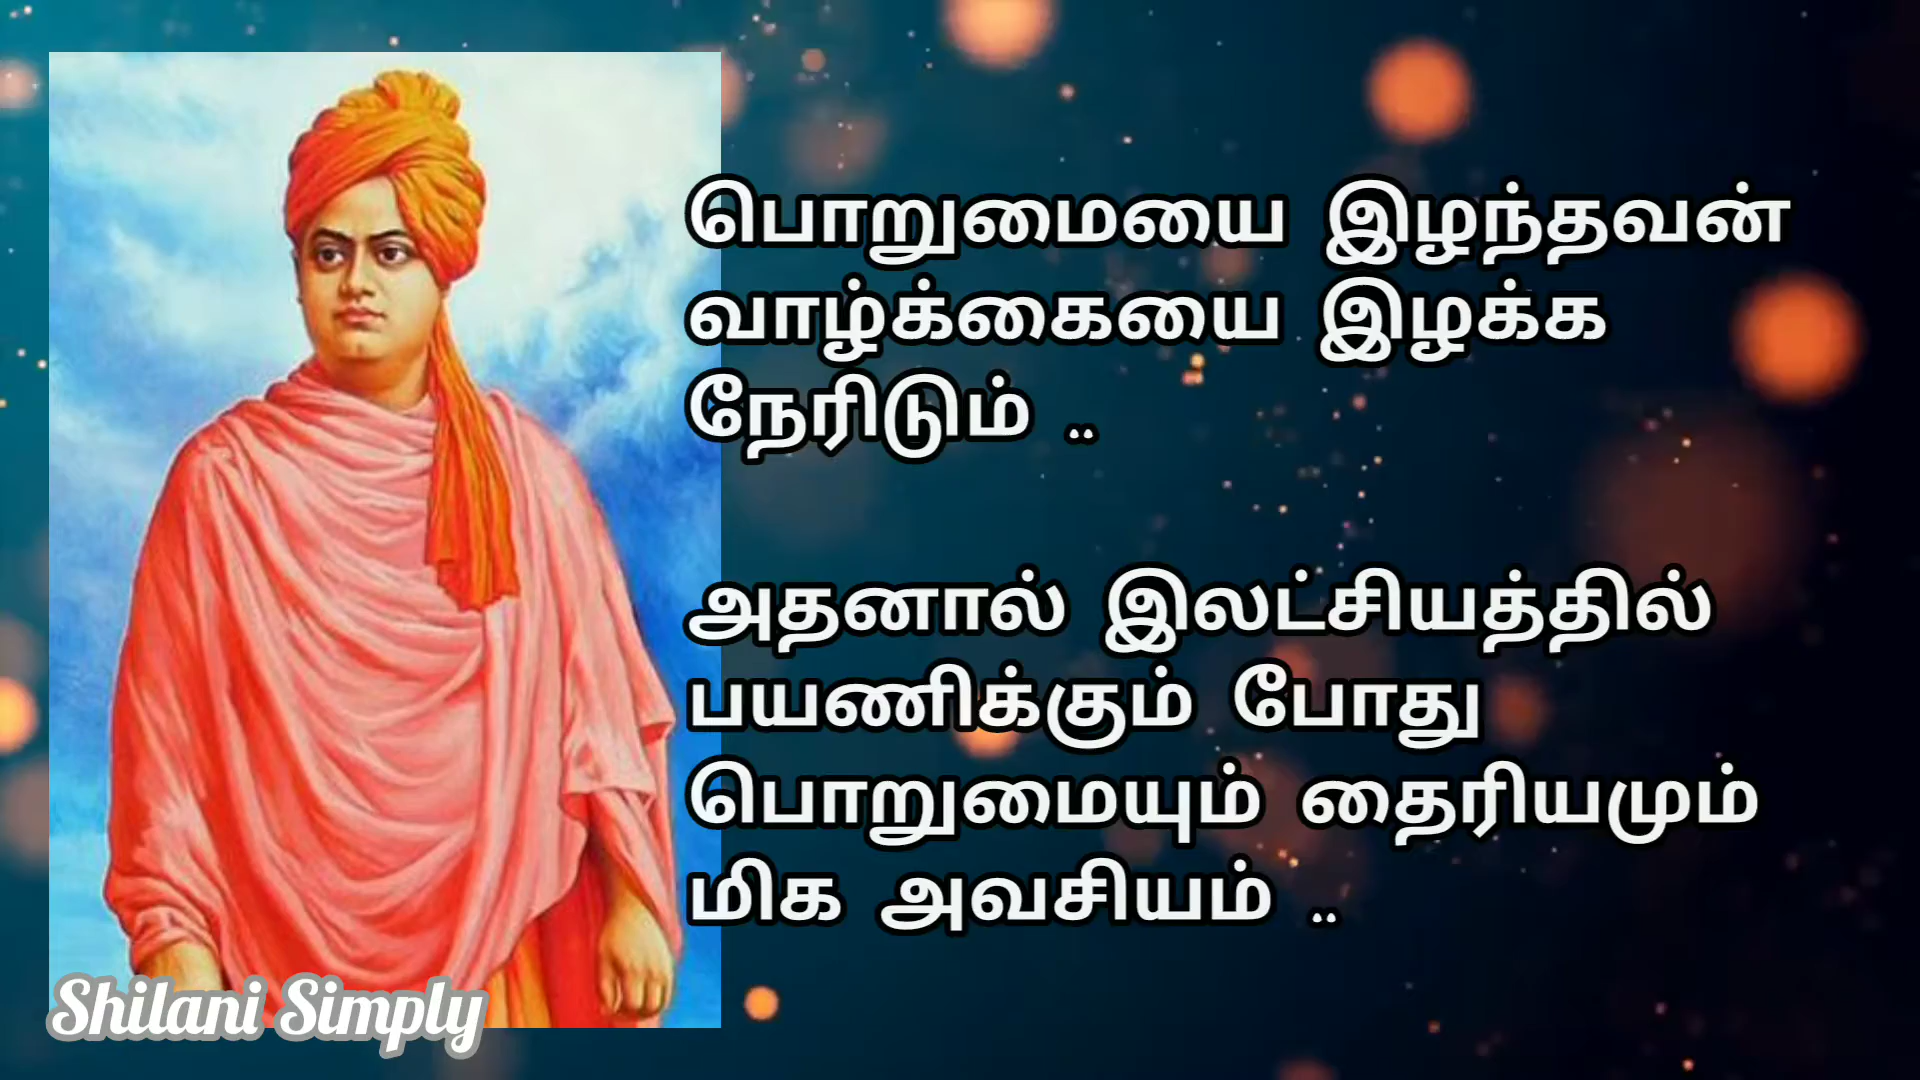 பொறுமையை இழந்தவன்
வாழ்க்கையை இழக்க
நேரிடும் ..
அதனால் இலட்சியத்தில்
பயணிக்கும் போது
பொறுமையும் தைரியமும்
மிக அவசியம் ..
Shilani Simply